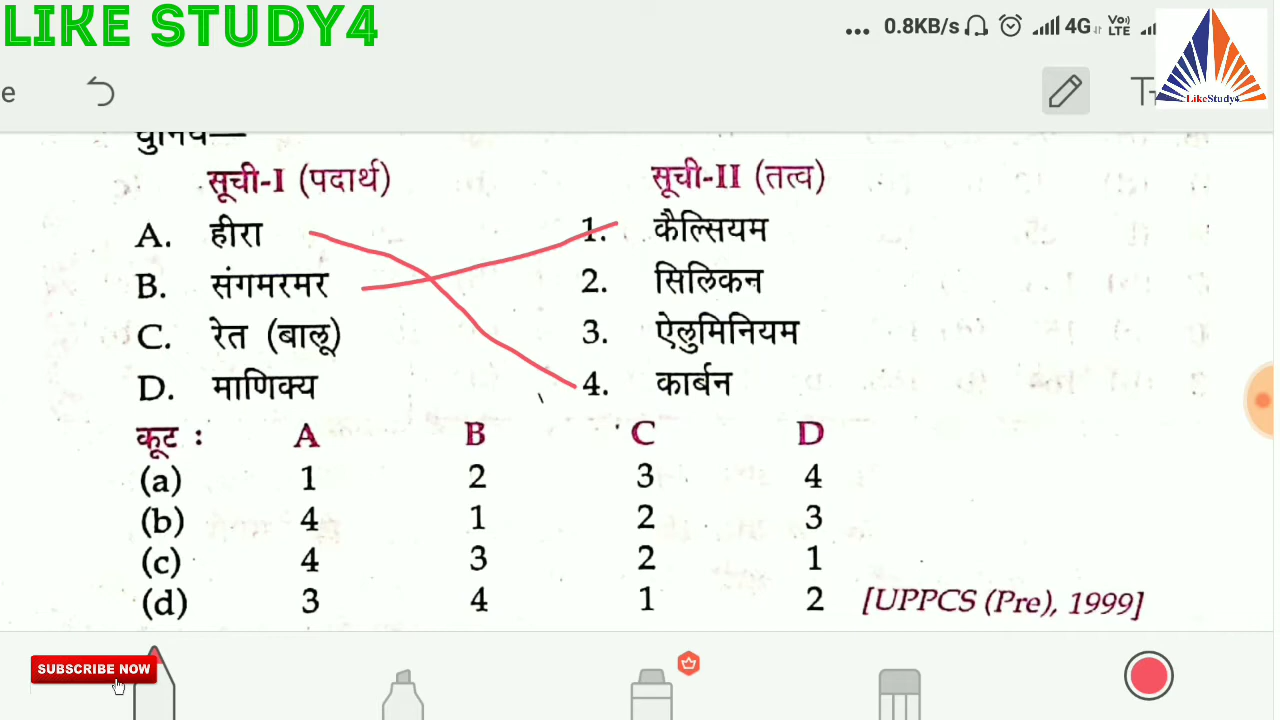 LIKE STUDY4
... 0.8KB/s 4G Vo) LTE
LikeStudy4
e
चुनिये—
सूची-I (पदार्थ) सूची-II (तत्व)
A. हीरा 1. कैल्सियम
B. संगमरमर 2. सिलिकन
C. रेत (बालू) 3. ऐलुमिनियम
D. माणिक्य 4. कार्बन
कूट : A B C D
(a) 1 2 3 4
(b) 4 1 2 3
(c) 4 3 2 1
(d) 3 4 1 2 [UPPCS (Pre), 1999]
SUBSCRIBE NOW